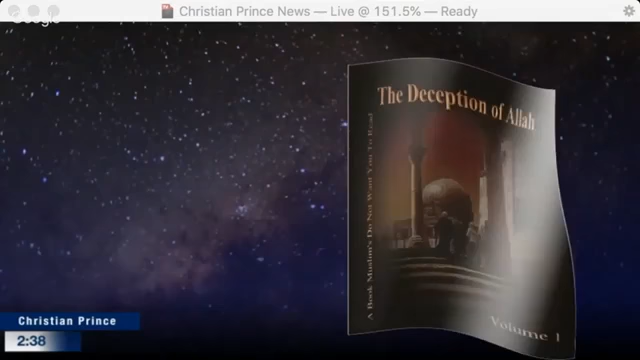 Christian Prince News — Live @ 151.5% — Ready
Google
The Deception of Allah
A Book Muslim's Do Not Want You To Read
Volume 1
Christian Prince
2:38